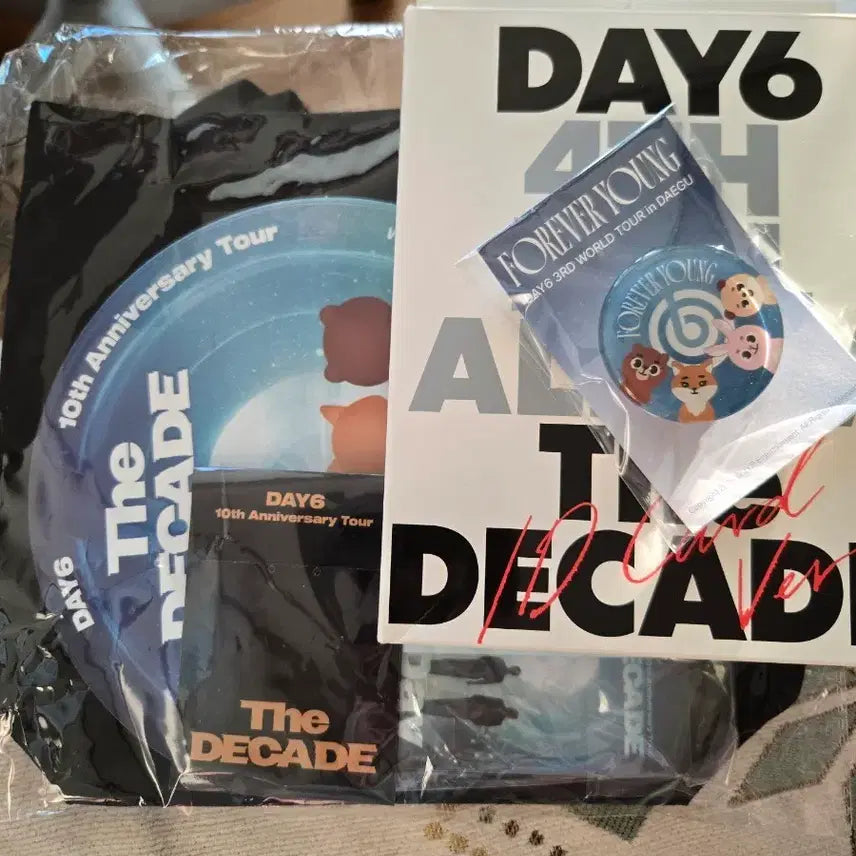 DAY6
4TH
AL
The
DECADE
ID Card
Ver
FOREVER YOUNG
DAY6 3RD WORLD TOUR in DAEGU
FOREVER YOUNG
10th Anniversary Tour
The
DECADE
DAY6
DAY6
10th Anniversary Tour
The
DECADE
DECADE